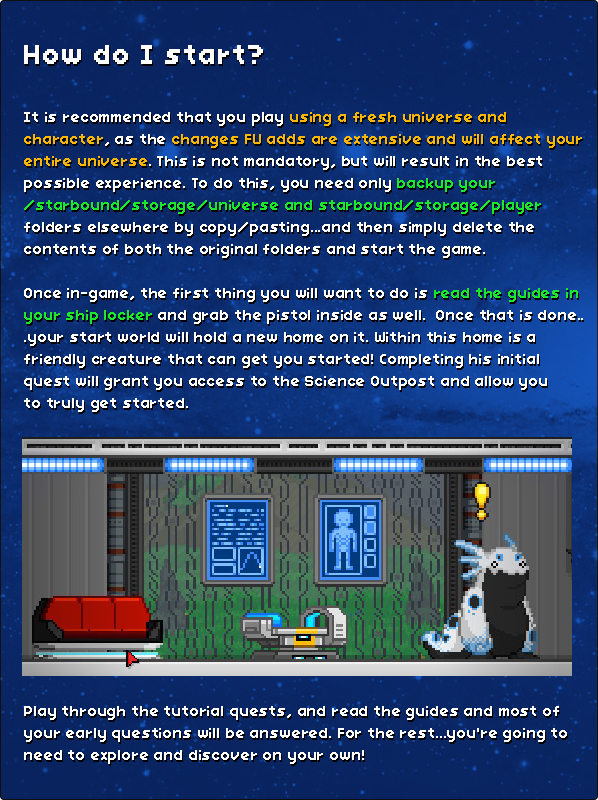 How do I start?
It is recommended that you play using a fresh universe and
character, as the changes FU adds are extensive and will affect your
entire universe. This is not mandatory, but will result in the best
possible experience. To do this, you need only backup your
/starbound/storage/universe and starbound/storage/player
folders elsewhere by copy/pasting...and then simply delete the
contents of both the original folders and start the game.
Once in-game, the first thing you will want to do is read the guides in
your ship locker and grab the pistol inside as well.  Once that is done..
.your start world will hold a new home on it. Within this home is a
friendly creature that can get you started! Completing his initial
quest will grant you access to the Science Outpost and allow you
to truly get started.
Play through the tutorial quests, and read the guides and most of
your early questions will be answered. For the rest...you're going to
need to explore and discover on your own!